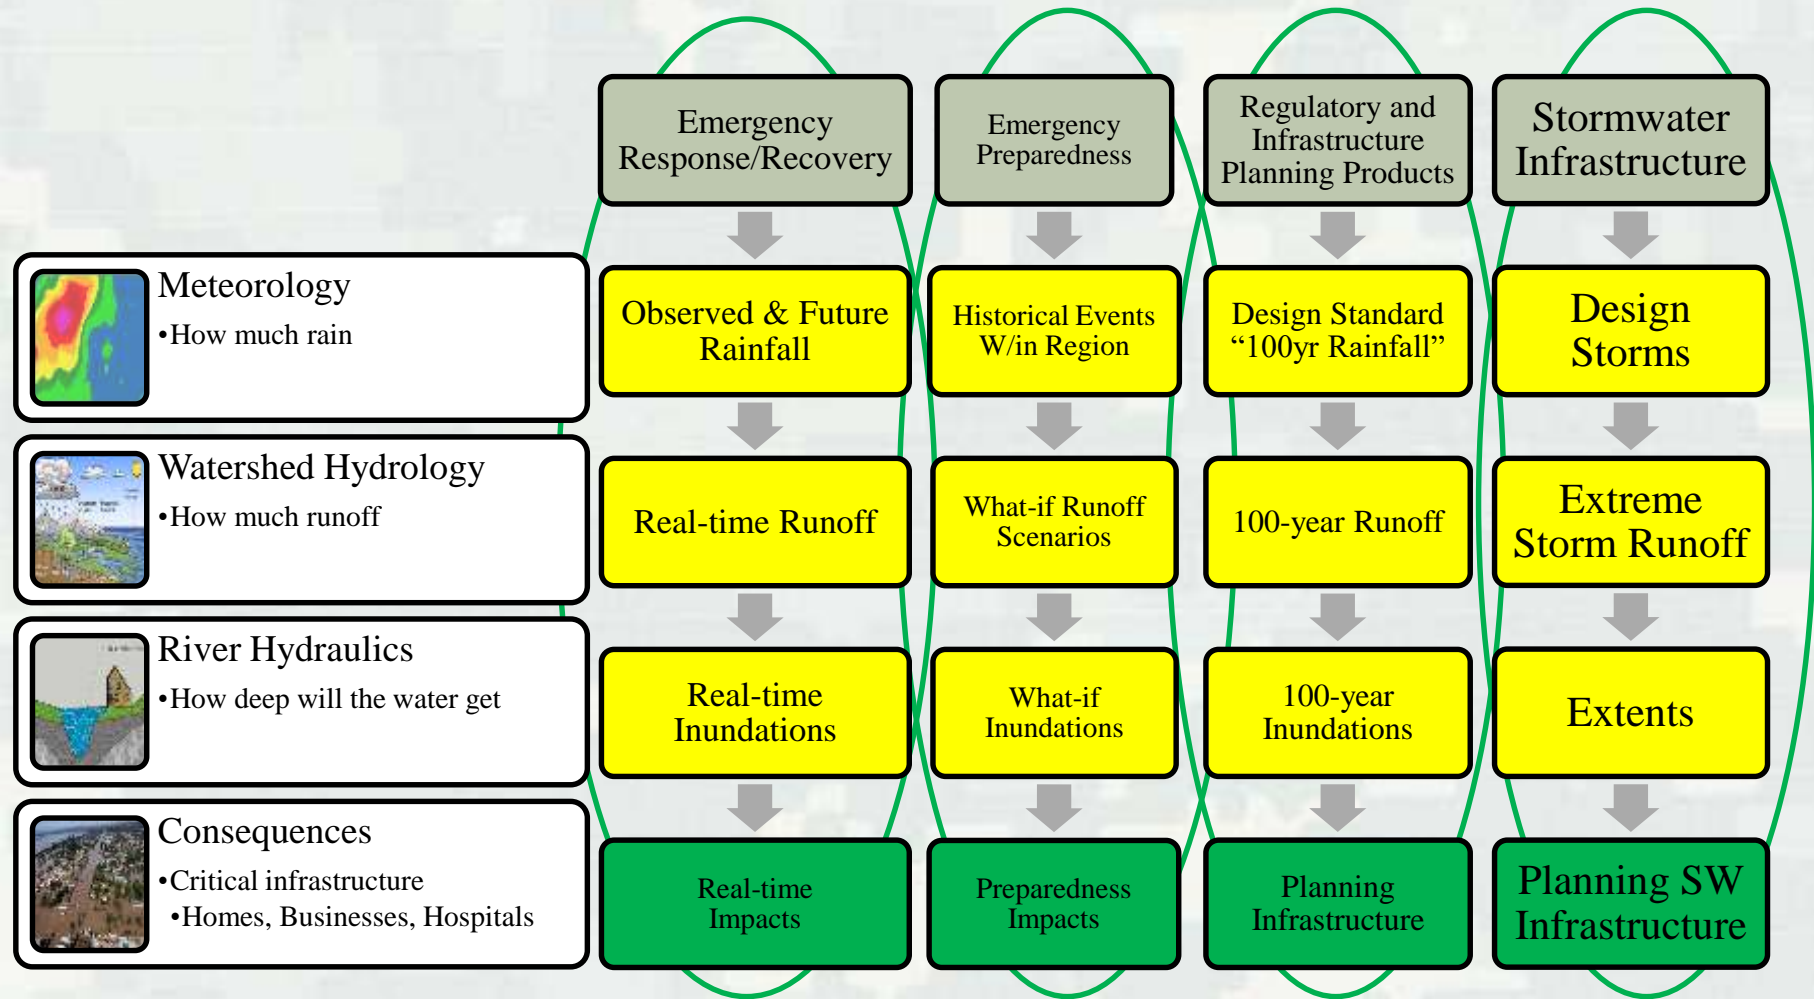 Emergency
Response/Recovery
Emergency
Preparedness
Regulatory and
Infrastructure
Planning Products
Stormwater
Infrastructure
Meteorology
•How much rain
Observed & Future
Rainfall
Historical Events
W/in Region
Design Standard
“100yr Rainfall”
Design
Storms
Watershed Hydrology
•How much runoff
Real-time Runoff
What-if Runoff
Scenarios
100-year Runoff
Extreme
Storm Runoff
River Hydraulics
•How deep will the water get
Real-time
Inundations
What-if
Inundations
100-year
Inundations
Extents
Consequences
•Critical infrastructure
•Homes, Businesses, Hospitals
Real-time
Impacts
Preparedness
Impacts
Planning
Infrastructure
Planning SW
Infrastructure